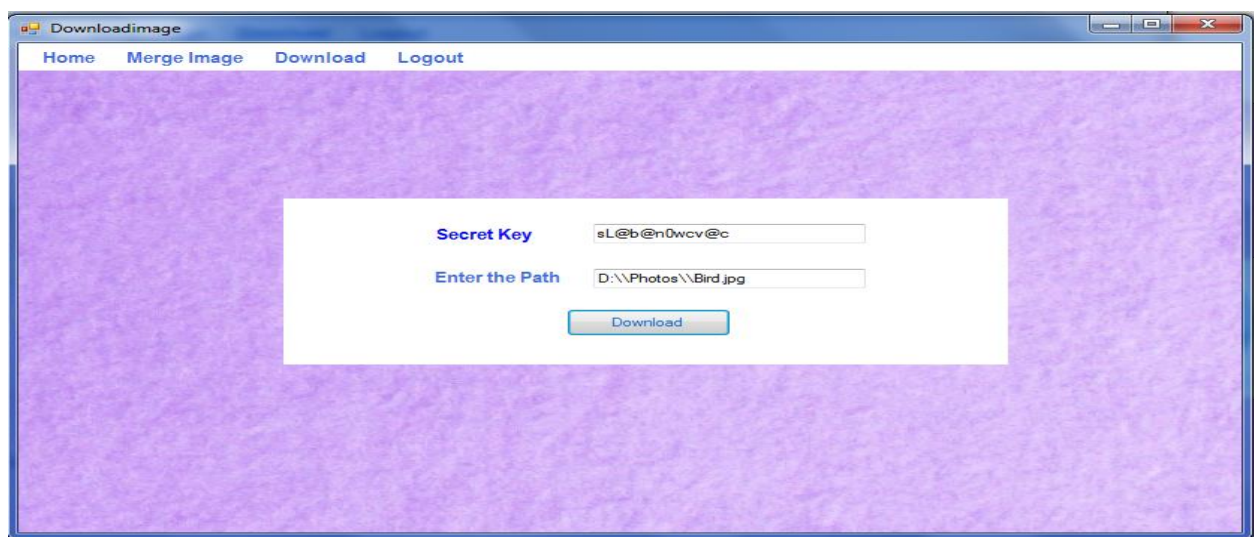 Downloadimage
Home Merge Image Download Logout
Secret Key sL@b@n0wcv@c
Enter the Path D:\\Photos\\Bird.jpg
Download